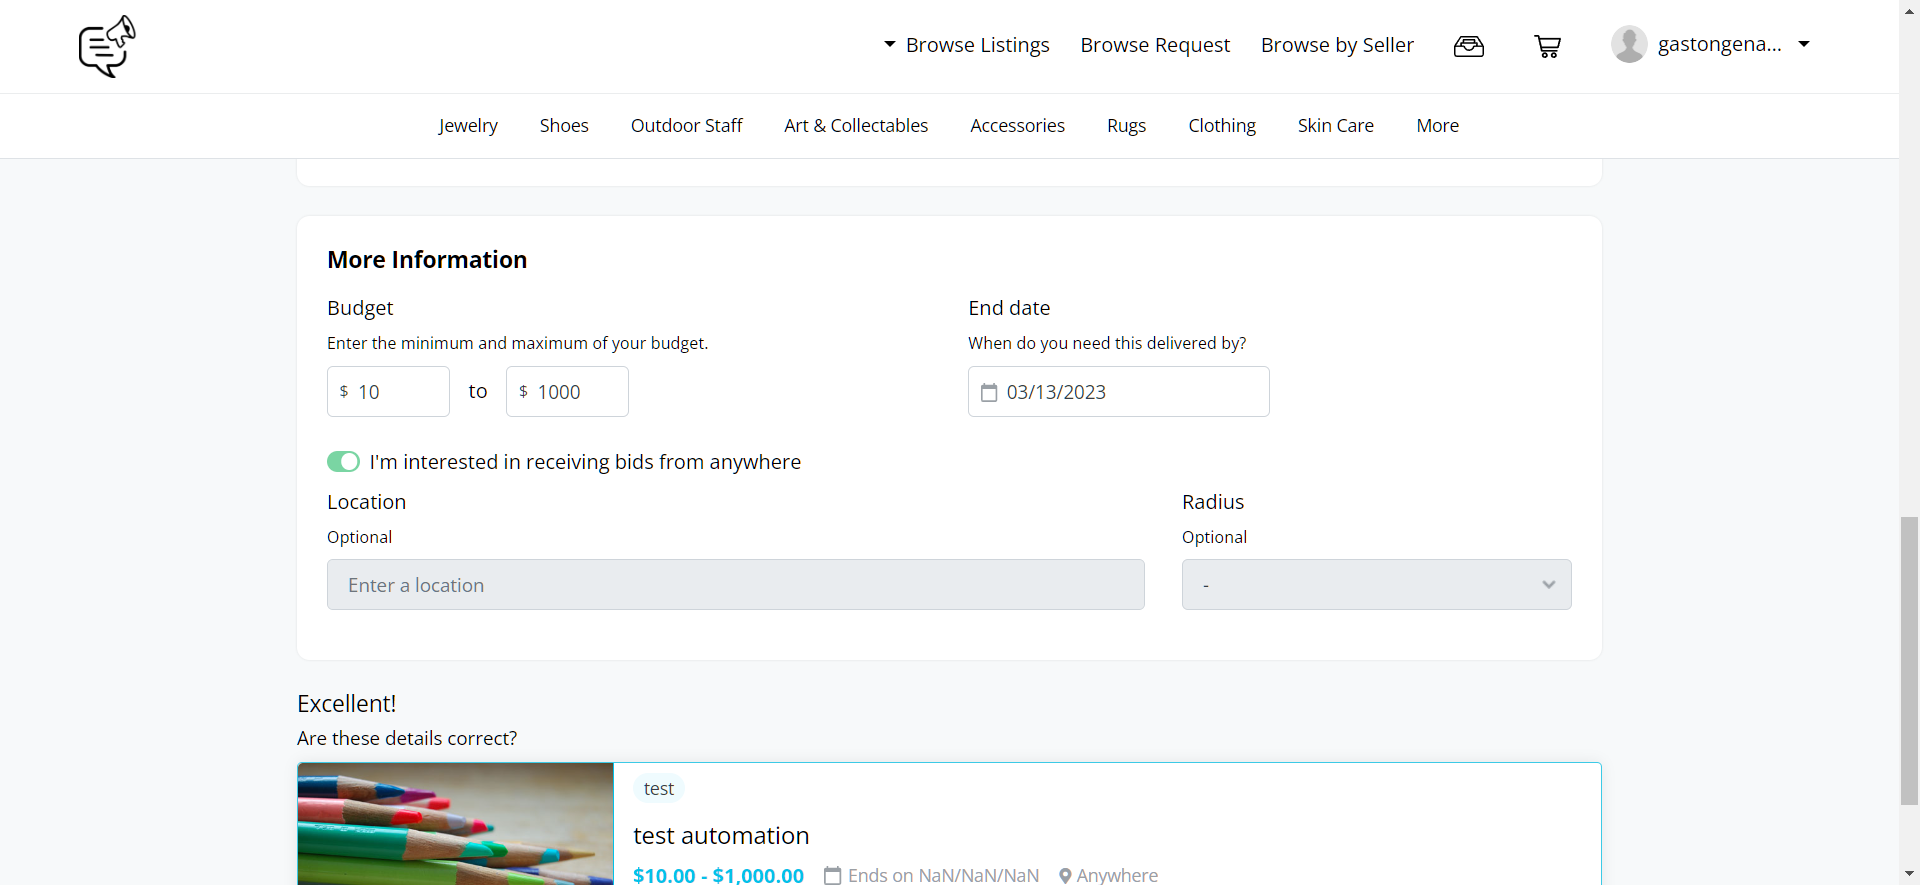 Browse Listings Browse Request Browse by Seller gastongena...
Jewelry Shoes Outdoor Staff Art & Collectables Accessories Rugs Clothing Skin Care More
More Information
Budget End date
Enter the minimum and maximum of your budget. When do you need this delivered by?
$ 10 to $ 1000 03/13/2023
I'm interested in receiving bids from anywhere
Location Radius
Optional Optional
Enter a location -
Excellent!
Are these details correct?
test
test automation
$10.00 - $1,000.00 Ends on NaN/NaN/NaN Anywhere